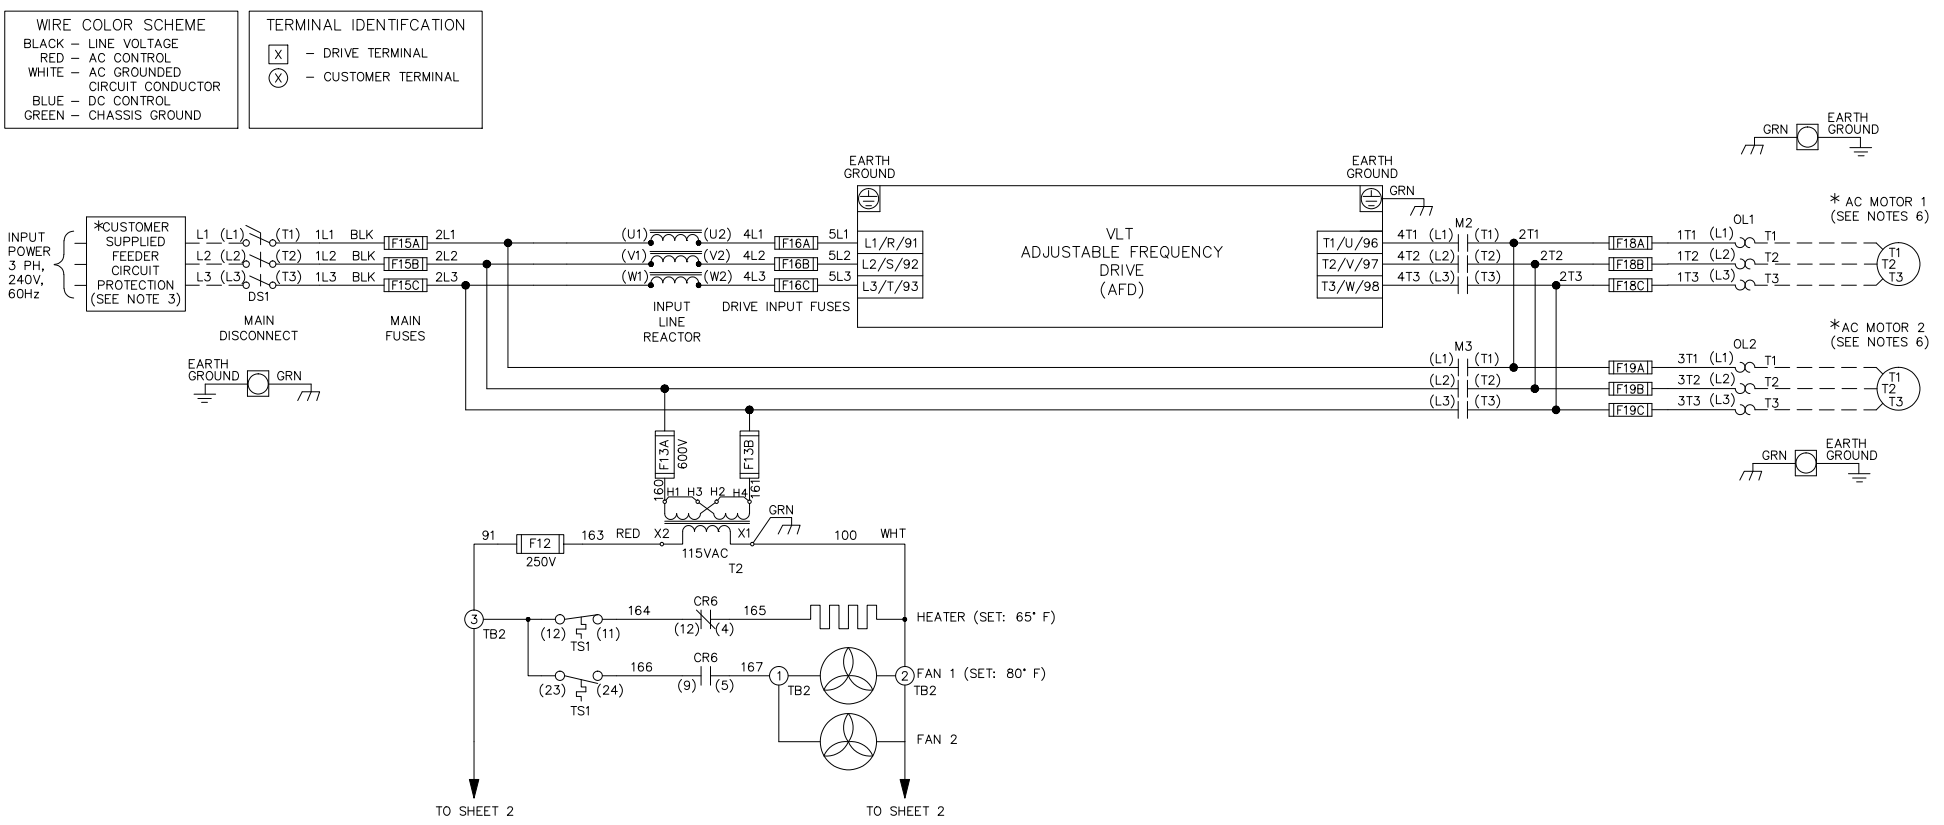 WIRE COLOR SCHEME
BLACK – LINE VOLTAGE
RED – AC CONTROL
WHITE – AC GROUNDED
CIRCUIT CONDUCTOR
BLUE – DC CONTROL
GREEN – CHASSIS GROUND
TERMINAL IDENTIFCATION
X – DRIVE TERMINAL
X – CUSTOMER TERMINAL
GRN EARTH GROUND
EARTH GROUND
EARTH GROUND
GRN
INPUT
POWER
3 PH,
240V,
60Hz
*CUSTOMER
SUPPLIED
FEEDER
CIRCUIT
PROTECTION
(SEE NOTE 3)
L1 (L1) (T1) 1L1 BLK F15A 2L1
L2 (L2) (T2) 1L2 BLK F15B 2L2
L3 (L3) (T3) 1L3 BLK F15C 2L3
DS1
MAIN
DISCONNECT
MAIN
FUSES
(U1) (U2) 4L1 F16A 5L1 L1/R/91
(V1) (V2) 4L2 F16B 5L2 L2/S/92
(W1) (W2) 4L3 F16C 5L3 L3/T/93
INPUT
LINE
REACTOR
DRIVE INPUT FUSES
VLT
ADJUSTABLE FREQUENCY
DRIVE
(AFD)
M2
T1/U/96 4T1 (L1) (T1) 2T1 F18A 1T1 (L1) T1
T2/V/97 4T2 (L2) (T2) 2T2 F18B 1T2 (L2) T2
T3/W/98 4T3 (L3) (T3) 2T3 F18C 1T3 (L3) T3
OL1
* AC MOTOR 1
(SEE NOTES 6)
T1
T2
T3
EARTH
GROUND GRN
M3
(L1) (T1) F19A 3T1 (L1) T1
(L2) (T2) F19B 3T2 (L2) T2
(L3) (T3) F19C 3T3 (L3) T3
OL2
*AC MOTOR 2
(SEE NOTES 6)
T1
T2
T3
GRN EARTH GROUND
F13A
600V
F13B
160
H1 H3 H2 H4
161
GRN
91 F12 163 RED X2 X1 100 WHT
250V
115VAC
T2
3
TB2
(12) (11)
TS1
164
CR6
(12) (4)
165
HEATER (SET: 65° F)
(23) (24)
TS1
166
CR6
(9) (5)
167
1
TB2
2
TB2
FAN 1 (SET: 80° F)
FAN 2
TO SHEET 2
TO SHEET 2